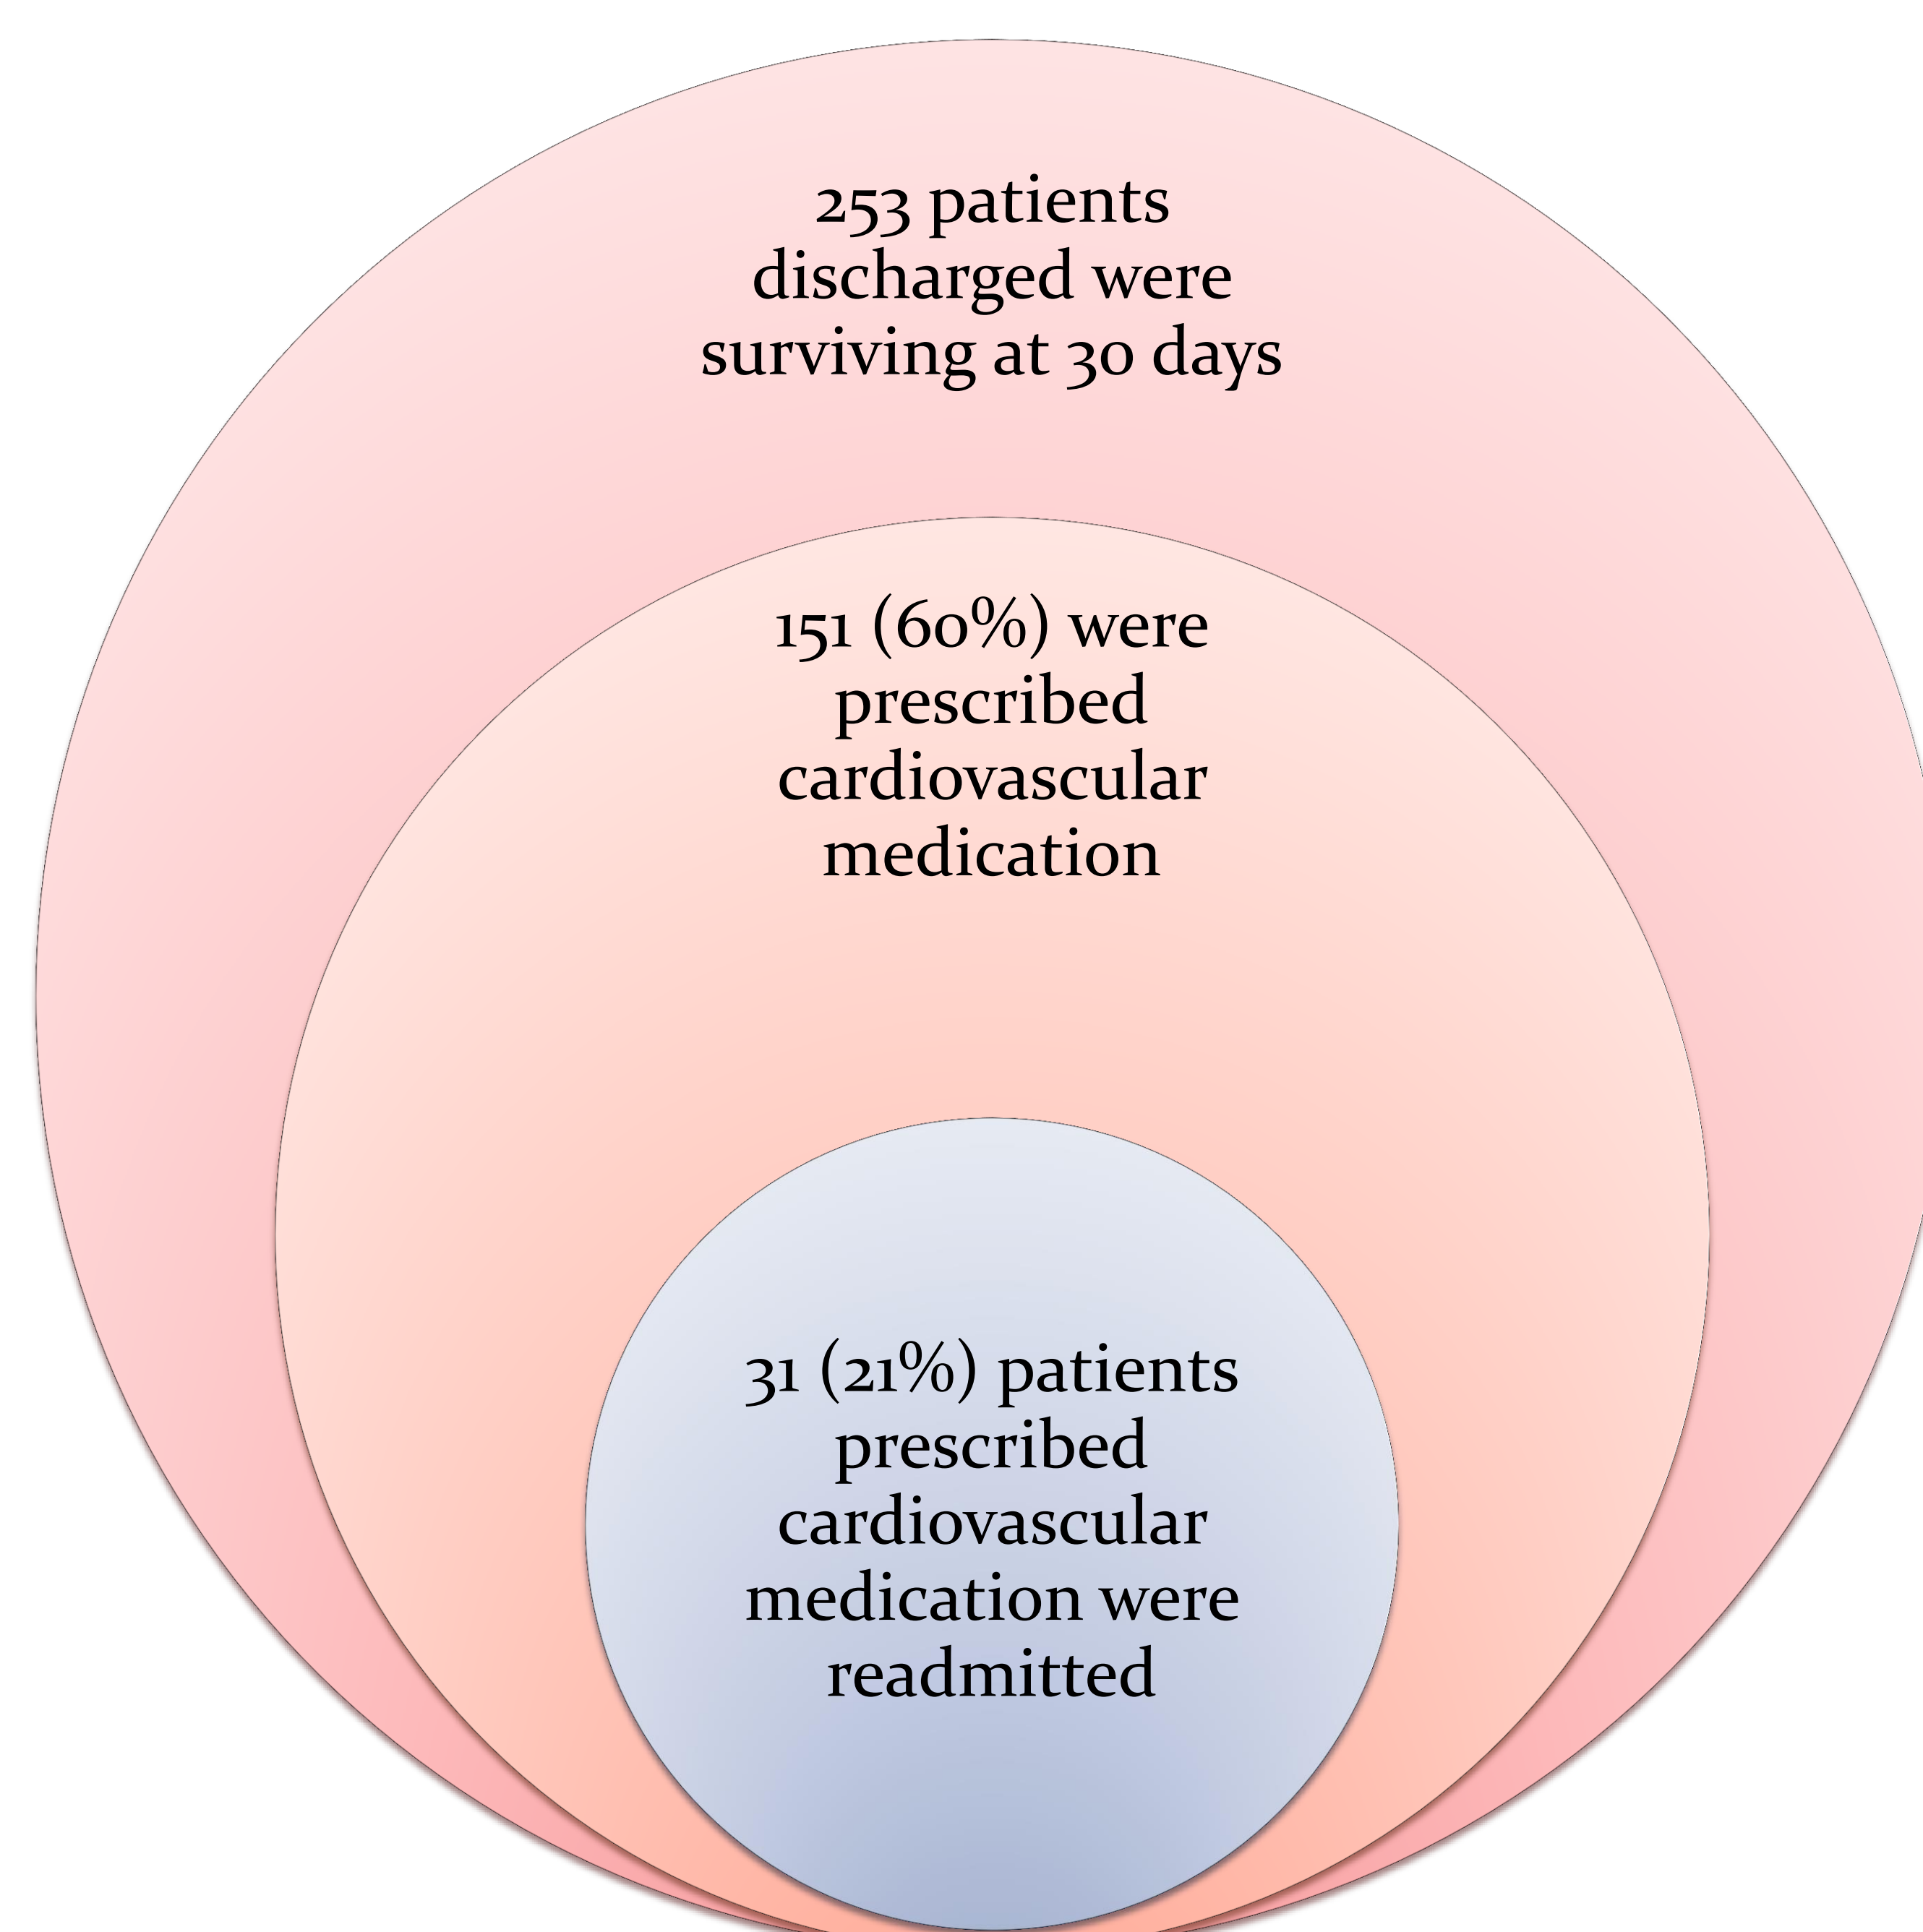 253 patients
discharged were
surviving at 30 days
151 (60%) were
prescribed
cardiovascular
medication
31 (21%) patients
prescribed
cardiovascular
medication were
readmitted